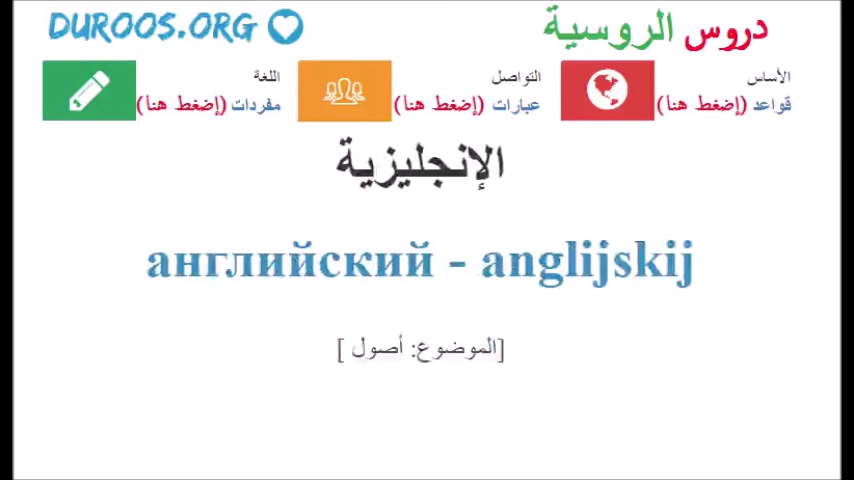 دروس الروسية
DUROOS.ORG
الأساس
قواعد (إضغط هنا)
التواصل
عبارات (إضغط هنا)
اللغة
مفردات (إضغط هنا)
الإنجليزية
английский - anglijskij
[الموضوع: أصول ]